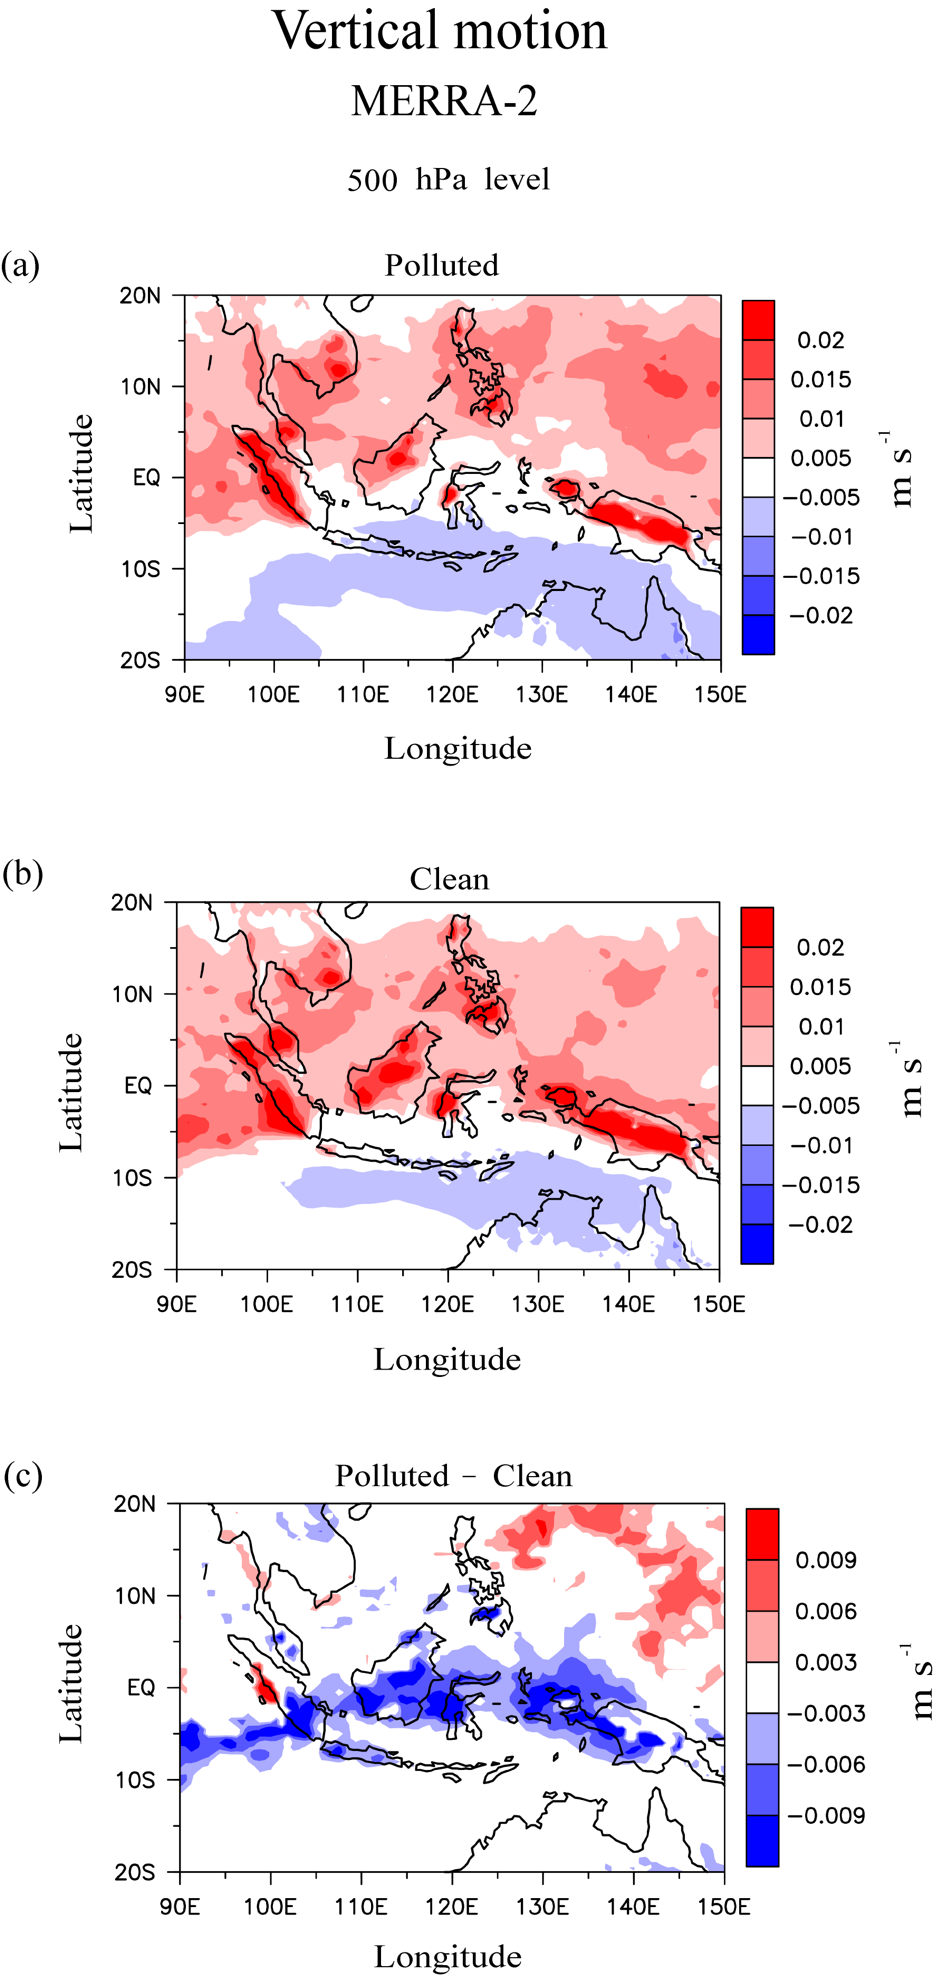 Vertical motion
MERRA-2
500 hPa level
(a)
Polluted
20N
10N
EQ
10S
20S
Latitude
90E 100E 110E 120E 130E 140E 150E
Longitude
0.02
0.015
0.01
0.005
−0.005
−0.01
−0.015
−0.02
m s⁻¹
(b)
Clean
20N
10N
EQ
10S
20S
Latitude
90E 100E 110E 120E 130E 140E 150E
Longitude
0.02
0.015
0.01
0.005
−0.005
−0.01
−0.015
−0.02
m s⁻¹
(c)
Polluted − Clean
20N
10N
EQ
10S
20S
Latitude
90E 100E 110E 120E 130E 140E 150E
Longitude
0.009
0.006
0.003
−0.003
−0.006
−0.009
m s⁻¹